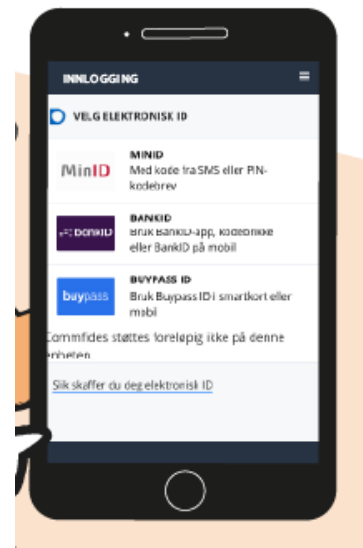 INNLOGGING
VELG ELEKTRONISK ID
MinID
MINID
Med kode fra SMS eller PIN-
kodebrev
bankID
BANKID
Bruk BankID-app, kodebrikke
eller BankID på mobil
buypass
BUYPASS ID
Bruk Buypass ID i smartkort eller
mobil
Commfides støttes foreløpig ikke på denne
enheten
Slik skaffer du deg elektronisk ID